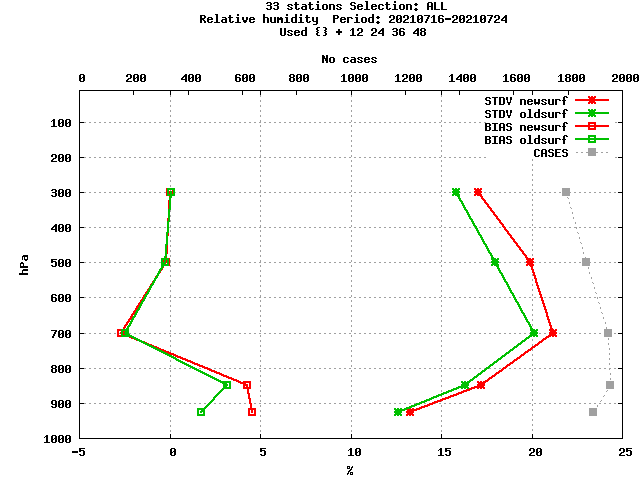 33 stations Selection: ALL
Relative humidity  Period: 20210716-20210724
Used {} + 12 24 36 48
No cases
0 200 400 600 800 1000 1200 1400 1600 1800 2000
STDV newsurf
STDV oldsurf
BIAS newsurf
BIAS oldsurf
CASES
100
200
300
400
500
600
700
800
900
1000
hPa
-5 0 5 10 15 20 25
%